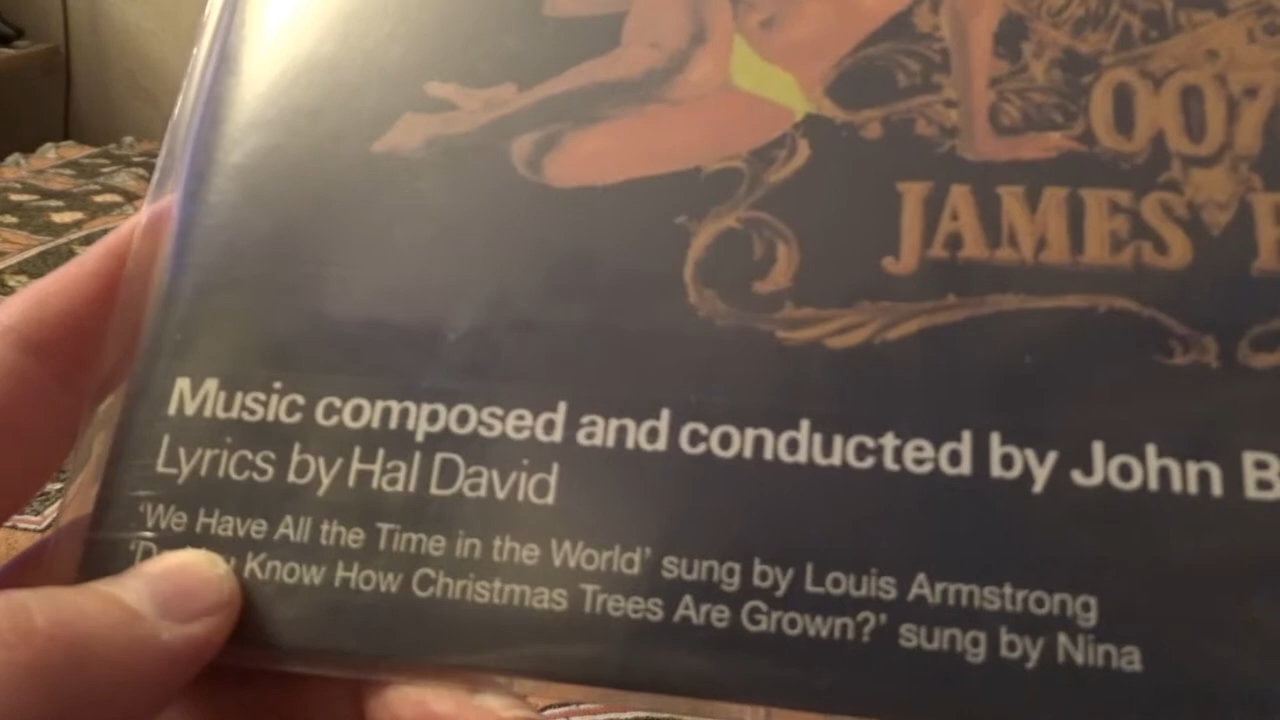 007
JAMES
Music composed and conducted by John B
Lyrics by Hal David
‘We Have All the Time in the World’ sung by Louis Armstrong
Know How Christmas Trees Are Grown?’ sung by Nina